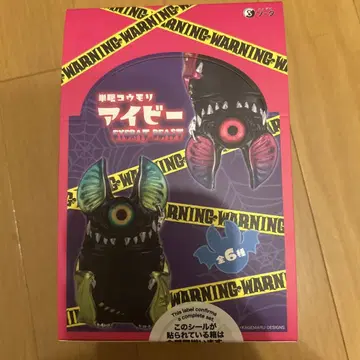 WARNING WARNING WARNING
単眼コウモリ
アイビー
EYEBAT BEAST
WARNING WARNING
全6種
This label confirms
a complete set.
このシールが
貼られている箱は